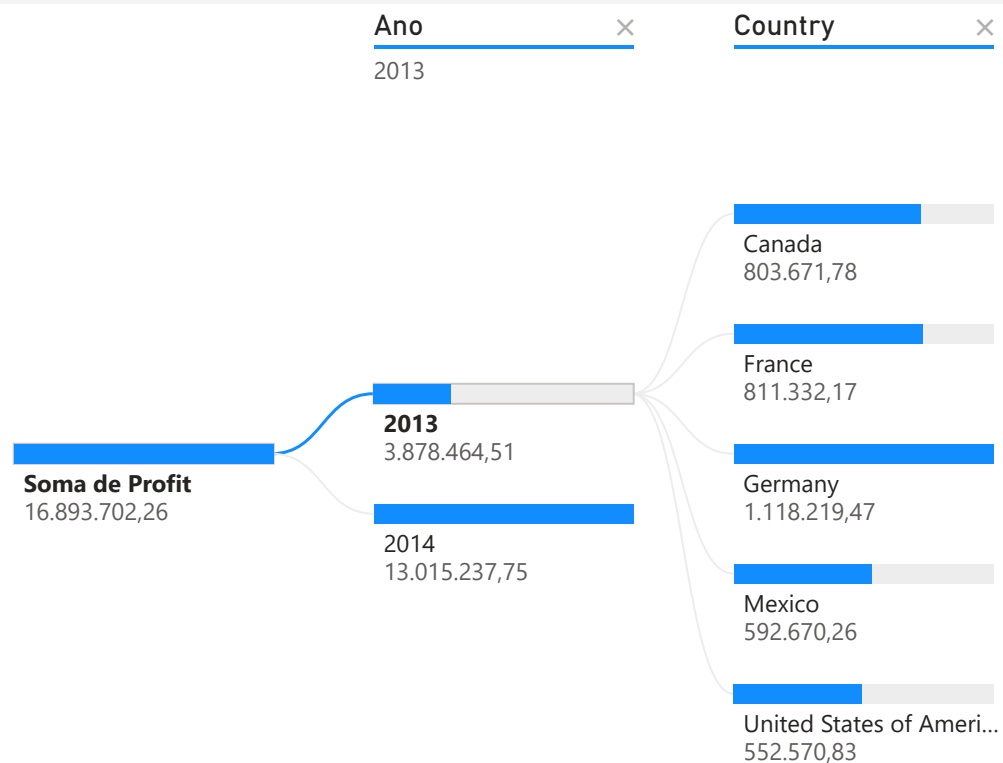 Ano
Country
2013
Canada
803.671,78
France
811.332,17
2013
3.878.464,51
Soma de Profit
16.893.702,26
Germany
1.118.219,47
2014
13.015.237,75
Mexico
592.670,26
United States of Ameri...
552.570,83